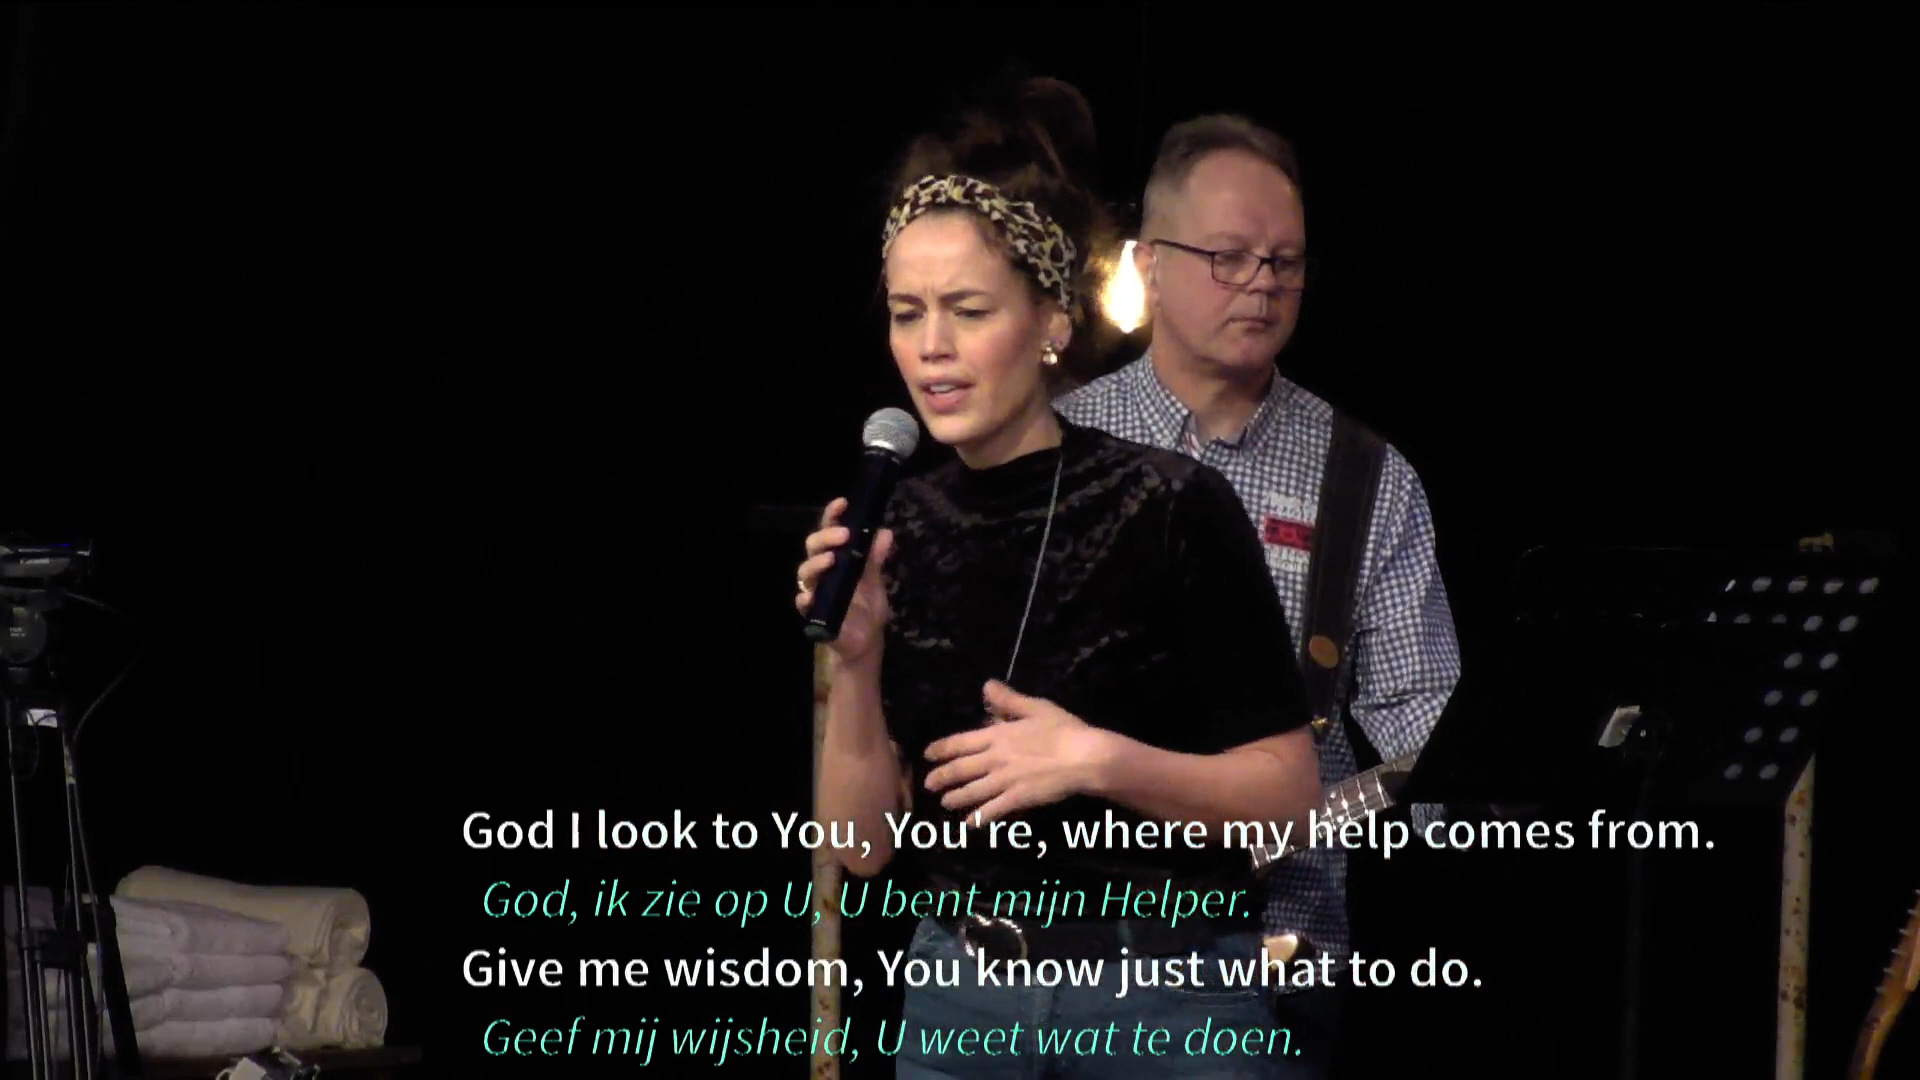 God I look to You, You're, where my help comes from.
God, ik zie op U, U bent mijn Helper.
Give me wisdom, You know just what to do.
Geef mij wijsheid, U weet wat te doen.